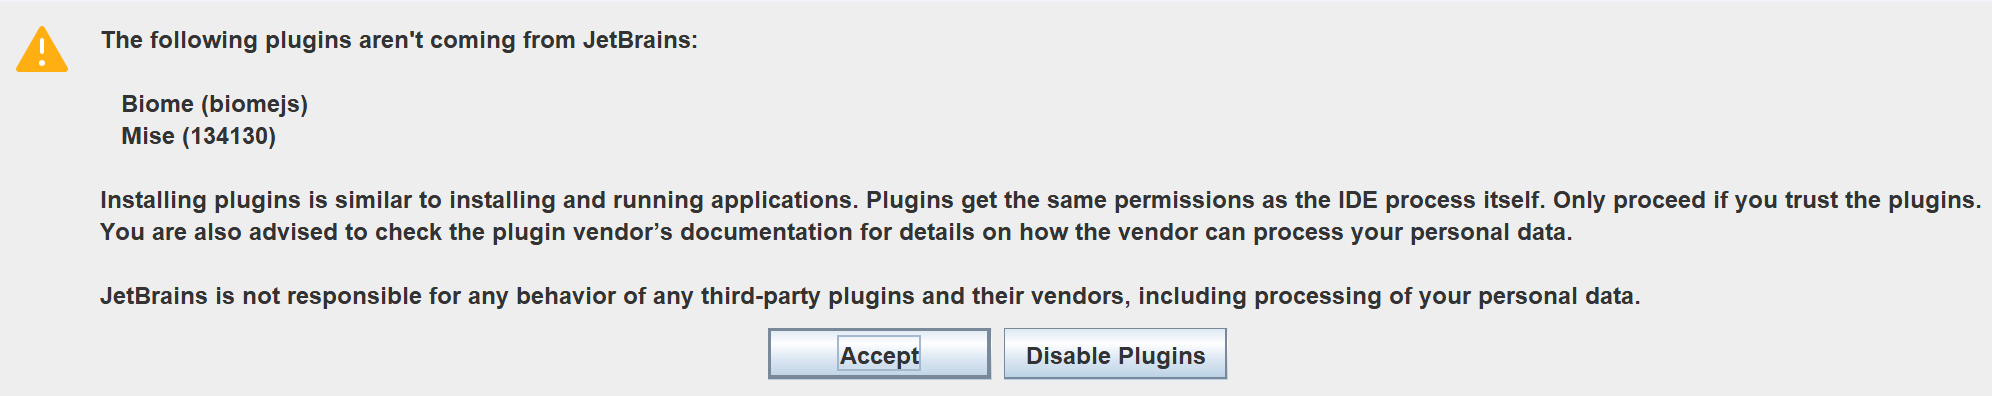 The following plugins aren't coming from JetBrains:
Biome (biomejs)
Mise (134130)
Installing plugins is similar to installing and running applications. Plugins get the same permissions as the IDE process itself. Only proceed if you trust the plugins.
You are also advised to check the plugin vendor’s documentation for details on how the vendor can process your personal data.
JetBrains is not responsible for any behavior of any third-party plugins and their vendors, including processing of your personal data.
Accept Disable Plugins